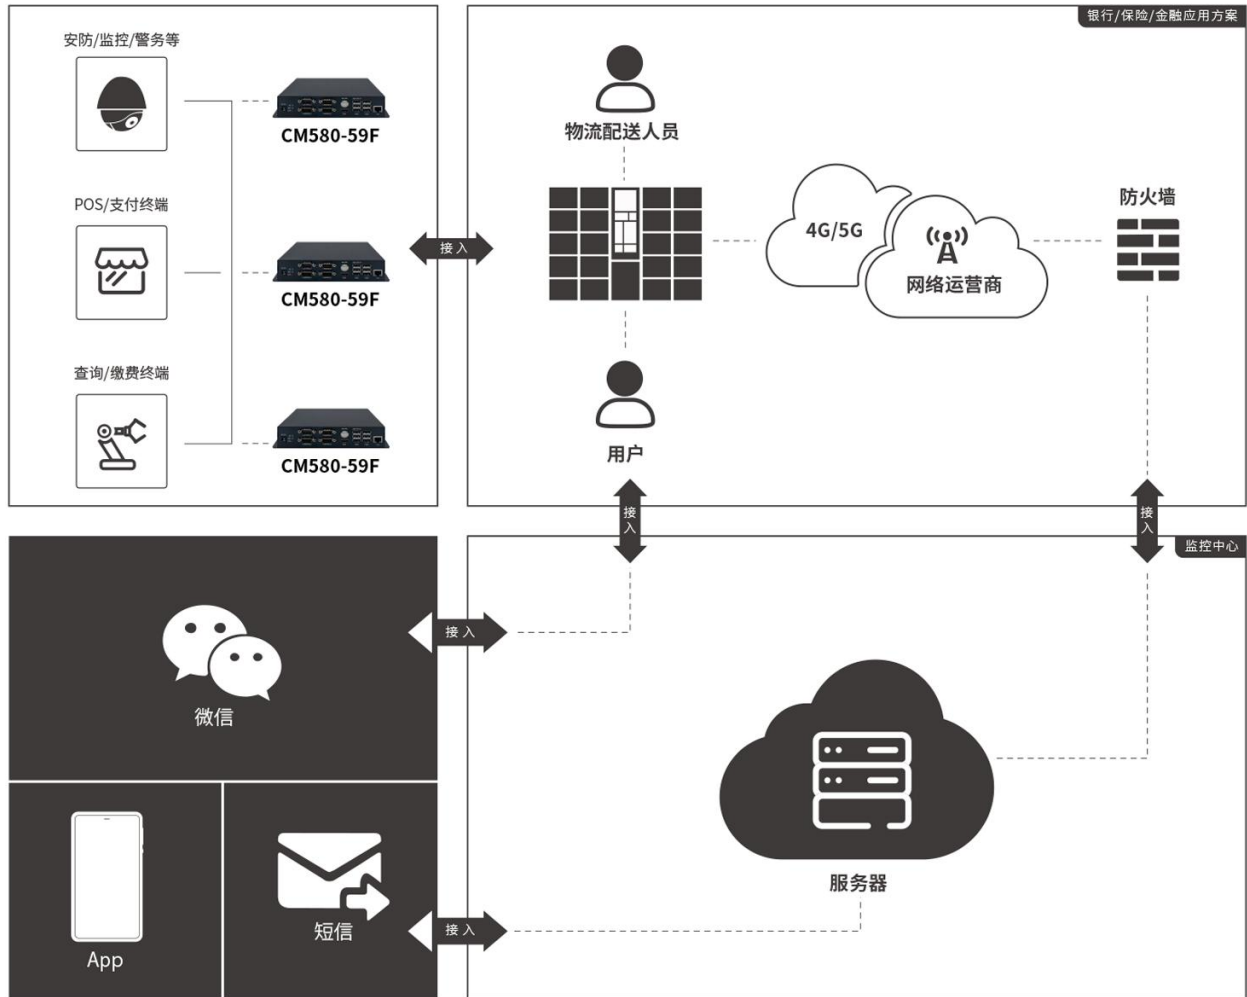 银行/保险/金融应用方案
安防/监控/警务等
CM580-59F
POS/支付终端
CM580-59F
查询/缴费终端
CM580-59F
接入
物流配送人员
4G/5G
网络运营商
防火墙
用户
接入
接入
监控中心
微信
接入
App
短信
接入
服务器